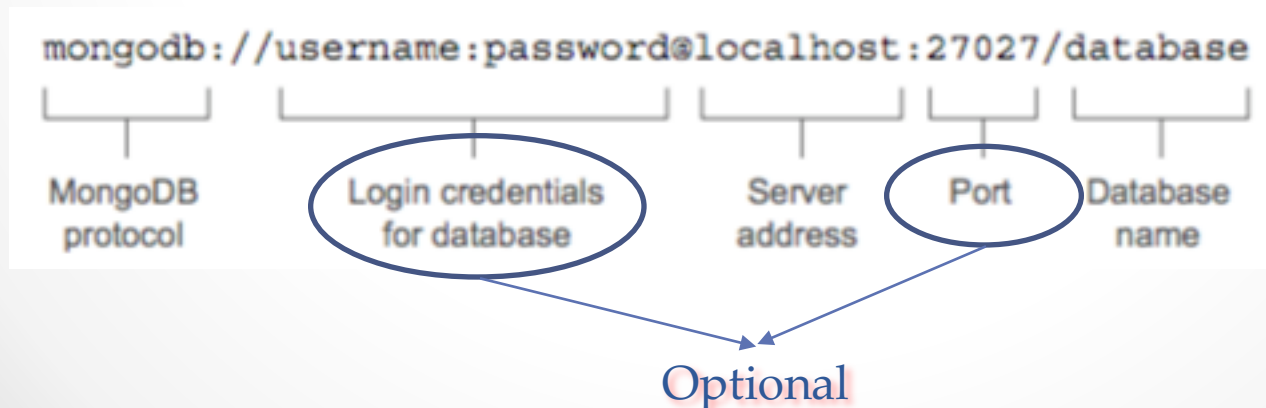 mongodb://username:password@localhost:27027/database
MongoDB protocol
Login credentials for database
Server address
Port
Database name
Optional